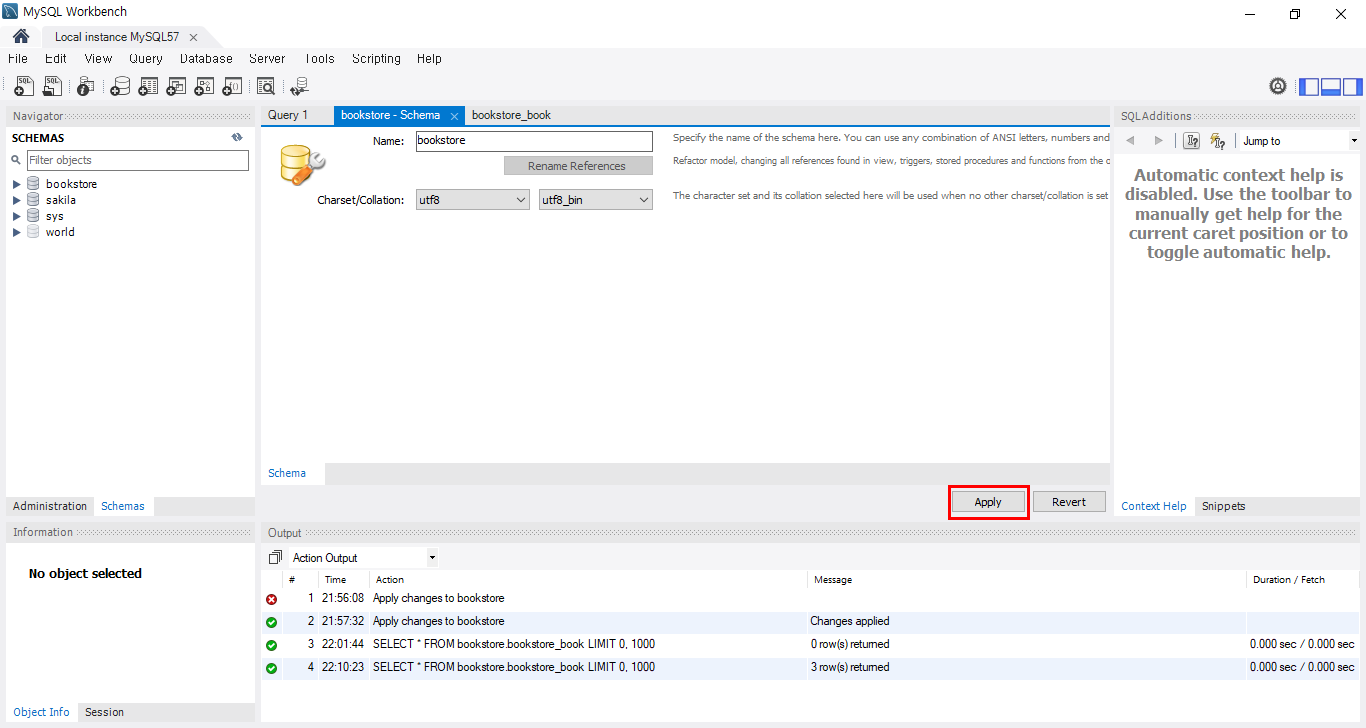 MySQL Workbench
Local instance MySQL57
File Edit View Query Database Server Tools Scripting Help
Navigator
SCHEMAS
Filter objects
bookstore
sakila
sys
world
Administration Schemas
Information
No object selected
Object Info Session
Query 1 bookstore - Schema bookstore_book
Name: bookstore
Specify the name of the schema here. You can use any combination of ANSI letters, numbers and
Rename References
Refactor model, changing all references found in view, triggers, stored procedures and functions from the o
Charset/Collation: utf8 utf8_bin
The character set and its collation selected here will be used when no other charset/collation is set
Schema
Apply Revert
SQLAdditions
Jump to
Automatic context help is
disabled. Use the toolbar to
manually get help for the
current caret position or to
toggle automatic help.
Context Help Snippets
Output
Action Output
# Time Action Message Duration / Fetch
1 21:56:08 Apply changes to bookstore
2 21:57:32 Apply changes to bookstore Changes applied
3 22:01:44 SELECT * FROM bookstore.bookstore_book LIMIT 0, 1000 0 row(s) returned 0.000 sec / 0.000 sec
4 22:10:23 SELECT * FROM bookstore.bookstore_book LIMIT 0, 1000 3 row(s) returned 0.000 sec / 0.000 sec